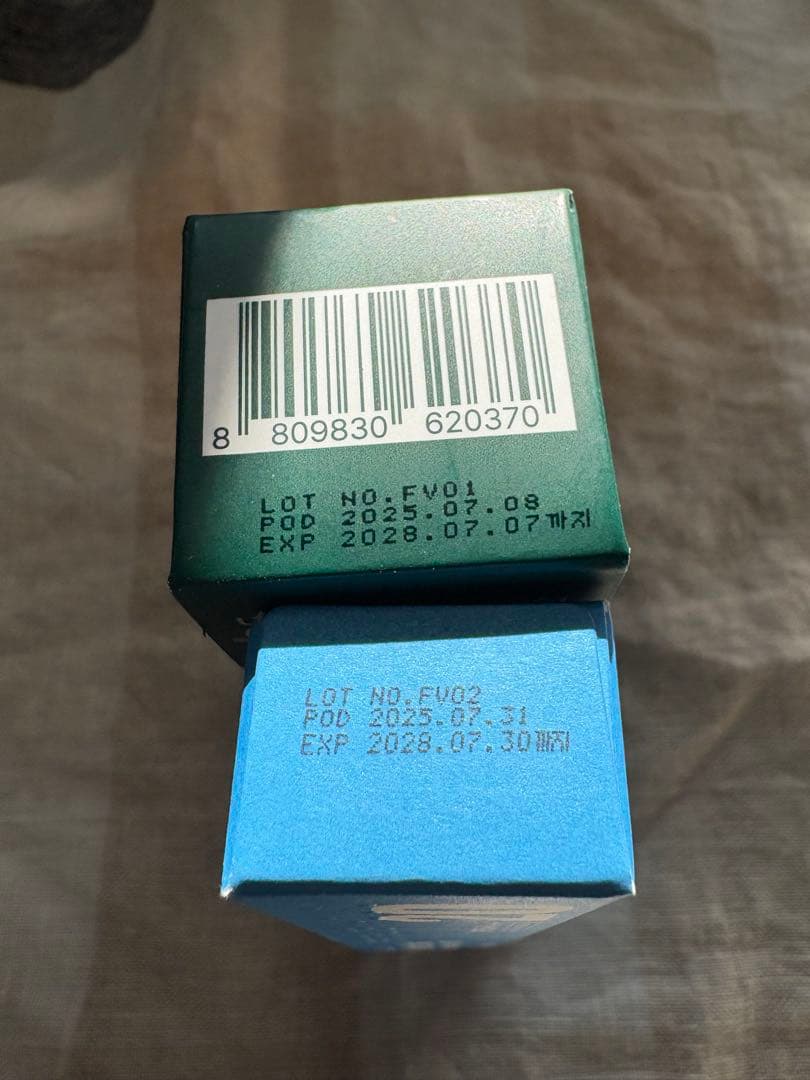 8 809830 620370
LOT NO.FV01
POD 2025.07.08
EXP 2028.07.07까지
LOT NO.FV02
POD 2025.07.31
EXP 2028.07.30까지